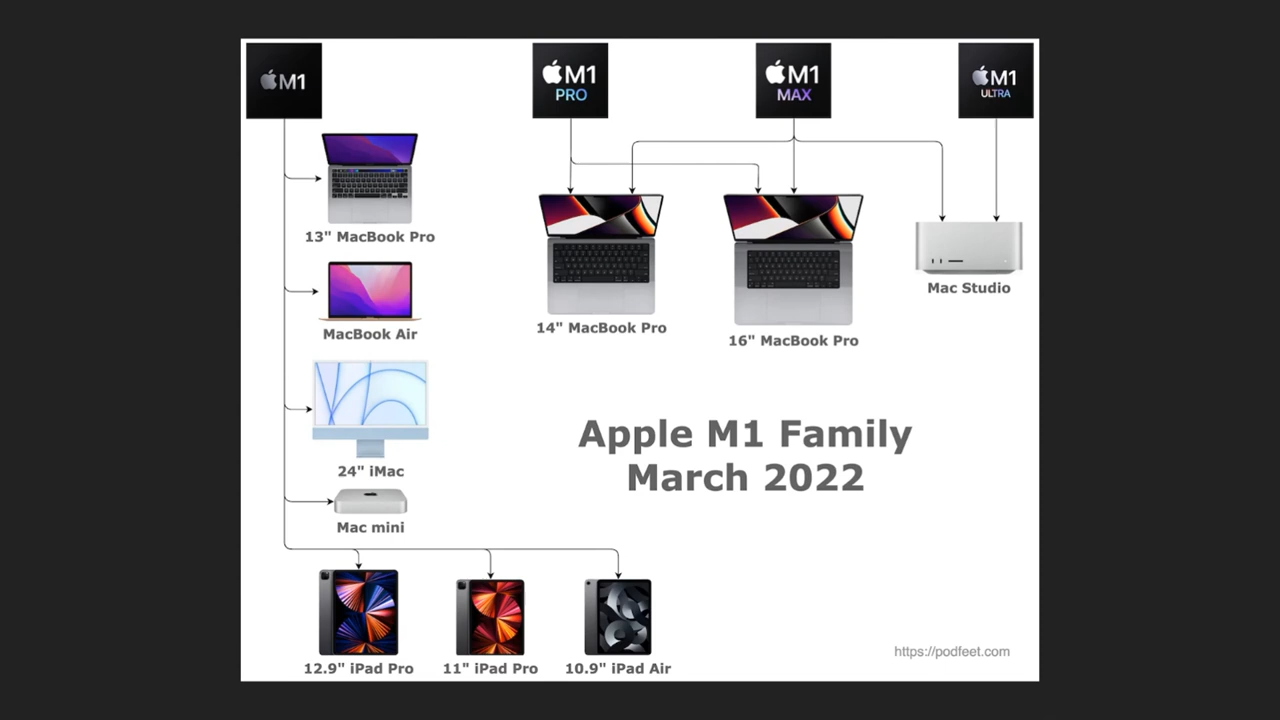 M1
M1
PRO
M1
MAX
M1
ULTRA
13" MacBook Pro
MacBook Air
24" iMac
Mac mini
14" MacBook Pro
16" MacBook Pro
Mac Studio
Apple M1 Family
March 2022
12.9" iPad Pro
11" iPad Pro
10.9" iPad Air
https://podfeet.com